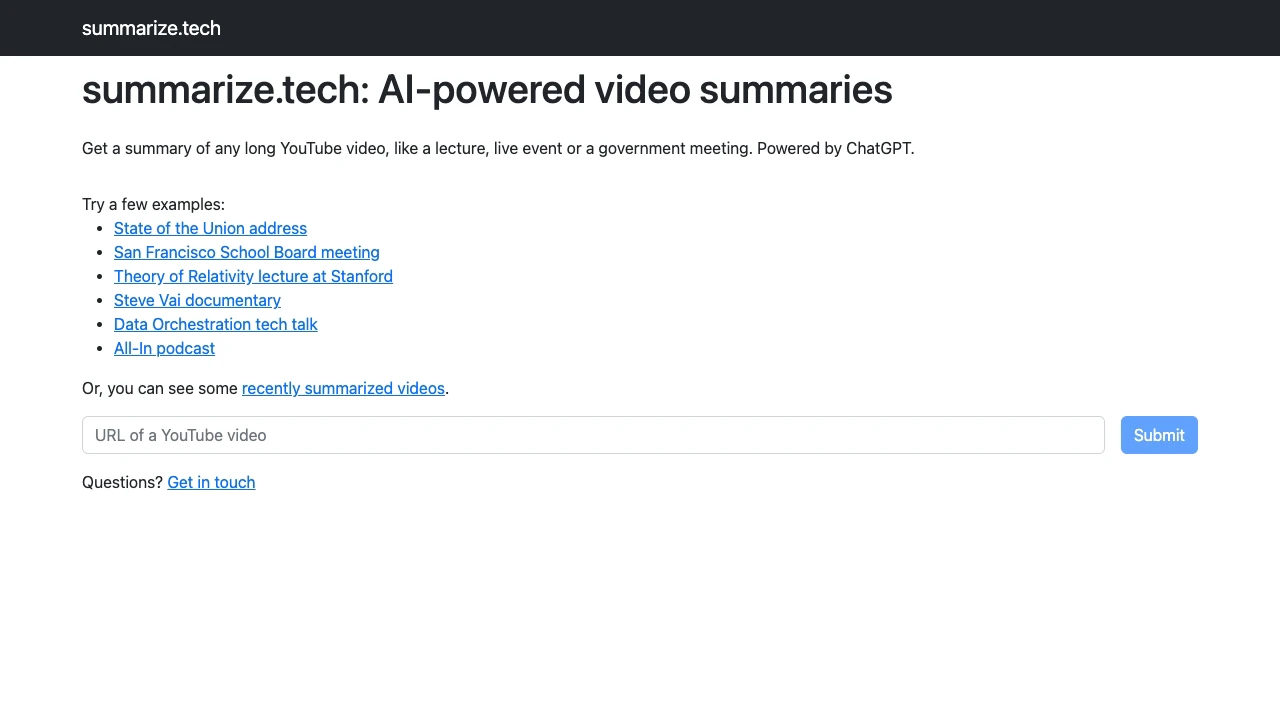 summarize.tech
summarize.tech: AI-powered video summaries
Get a summary of any long YouTube video, like a lecture, live event or a government meeting. Powered by ChatGPT.
Try a few examples:
State of the Union address
San Francisco School Board meeting
Theory of Relativity lecture at Stanford
Steve Vai documentary
Data Orchestration tech talk
All-In podcast
Or, you can see some recently summarized videos.
URL of a YouTube video
Submit
Questions? Get in touch